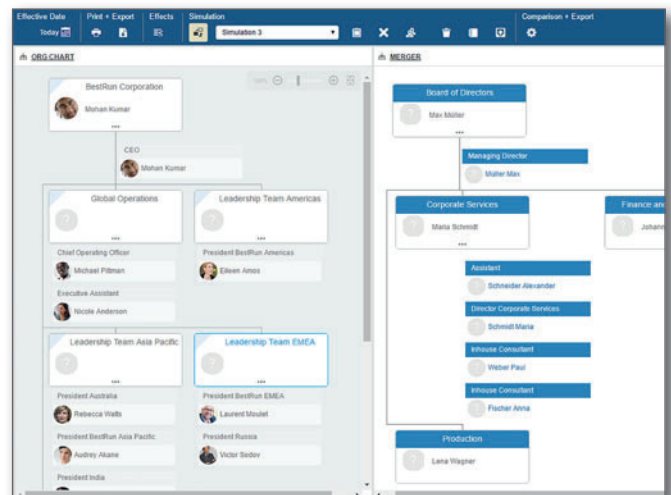 Effective Date Print + Export Effects Simulation Comparison + Export
Today Simulation 3
ORG CHART
BestRun Corporation
Mohan Kumar
CEO
Mohan Kumar
Global Operations
Leadership Team Americas
Chief Operating Officer
Michael Pittman
President BestRun Americas
Eileen Amos
Executive Assistant
Nicole Anderson
Leadership Team Asia Pacific
Leadership Team EMEA
President Australia
Rebecca Watts
President BestRun EMEA
Laurent Moulet
President BestRun Asia Pacific
Audrey Akane
President Russia
Victor Sedov
President India
MERGER
Board of Directors
Max Müller
Managing Director
Müller Max
Corporate Services
Maria Schmidt
Finance and
Johann
Assistant
Schneider Alexander
Director Corporate Services
Schmidt Maria
Inhouse Consultant
Weber Paul
Inhouse Consultant
Fischer Anna
Production
Lena Wagner